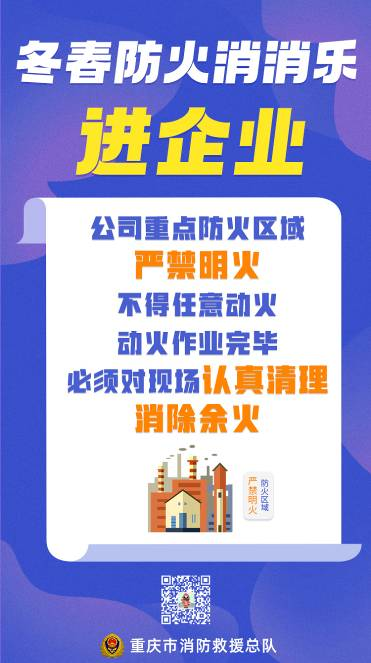 冬春防火消消乐
进企业
公司重点防火区域
严禁明火
不得任意动火
动火作业完毕
必须对现场认真清理
消除余火
防火区域
严禁明火
重庆市消防救援总队